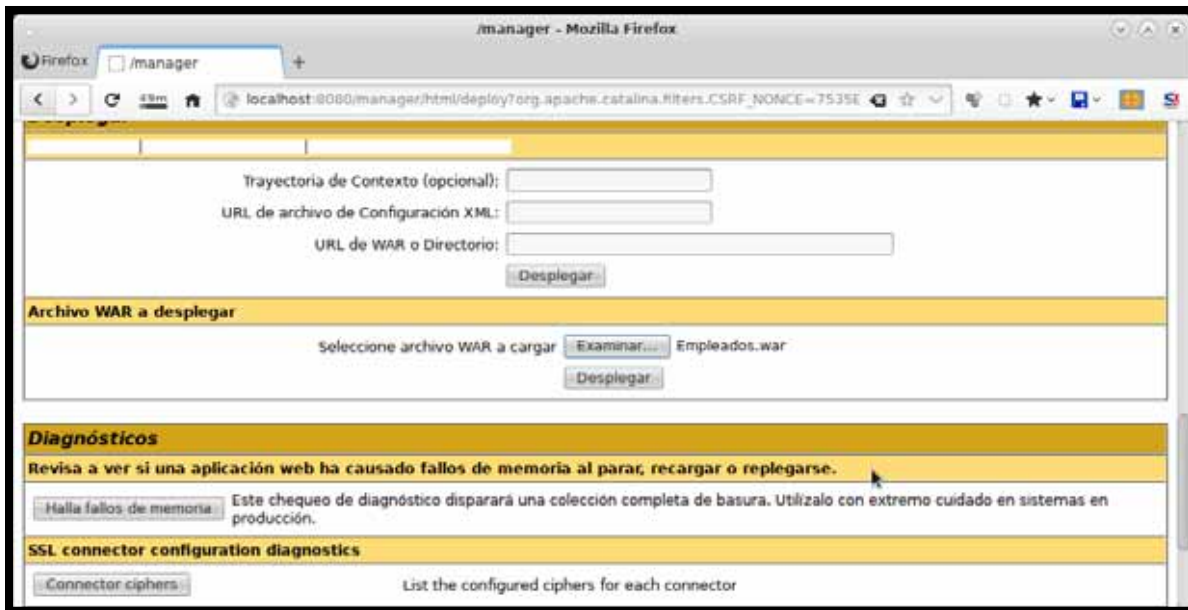 /manager - Mozilla Firefox
Firefox
/manager
+
localhost:8080/manager/html/deploy?org.apache.catalina.filters.CSRF_NONCE=7535E
Desplegar
Trayectoria de Contexto (opcional):
URL de archivo de Configuración XML:
URL de WAR o Directorio:
Desplegar
Archivo WAR a desplegar
Seleccione archivo WAR a cargar Examinar... Empleados.war
Desplegar
Diagnósticos
Revisa a ver si una aplicación web ha causado fallos de memoria al parar, recargar o replegarse.
Halla fallos de memoria
Este chequeo de diagnóstico disparará una colección completa de basura. Utilízalo con extremo cuidado en sistemas en
producción.
SSL connector configuration diagnostics
Connector ciphers List the configured ciphers for each connector